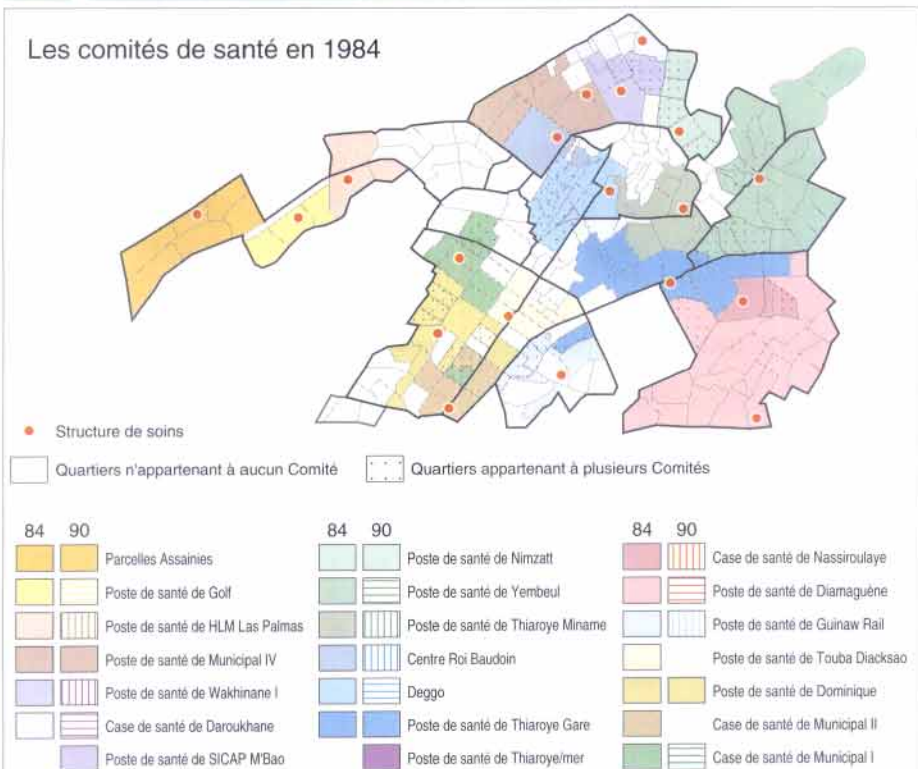 Les comités de santé en 1984
Structure de soins
Quartiers n'appartenant à aucun Comité
Quartiers appartenant à plusieurs Comités
84 90
Parcelles Assainies
Poste de santé de Golf
Poste de santé de HLM Las Palmas
Poste de santé de Municipal IV
Poste de santé de Wakhinane I
Case de santé de Daroukhane
Poste de santé de SICAP M'Bao
84 90
Poste de santé de Nimzatt
Poste de santé de Yembeul
Poste de santé de Thiaroye Miname
Centre Roi Baudoin
Deggo
Poste de santé de Thiaroye Gare
Poste de santé de Thiaroye/mer
84 90
Case de santé de Nassiroulaye
Poste de santé de Diamaguène
Poste de santé de Guinaw Rail
Poste de santé de Touba Diacksao
Poste de santé de Dominique
Case de santé de Municipal II
Case de santé de Municipal I